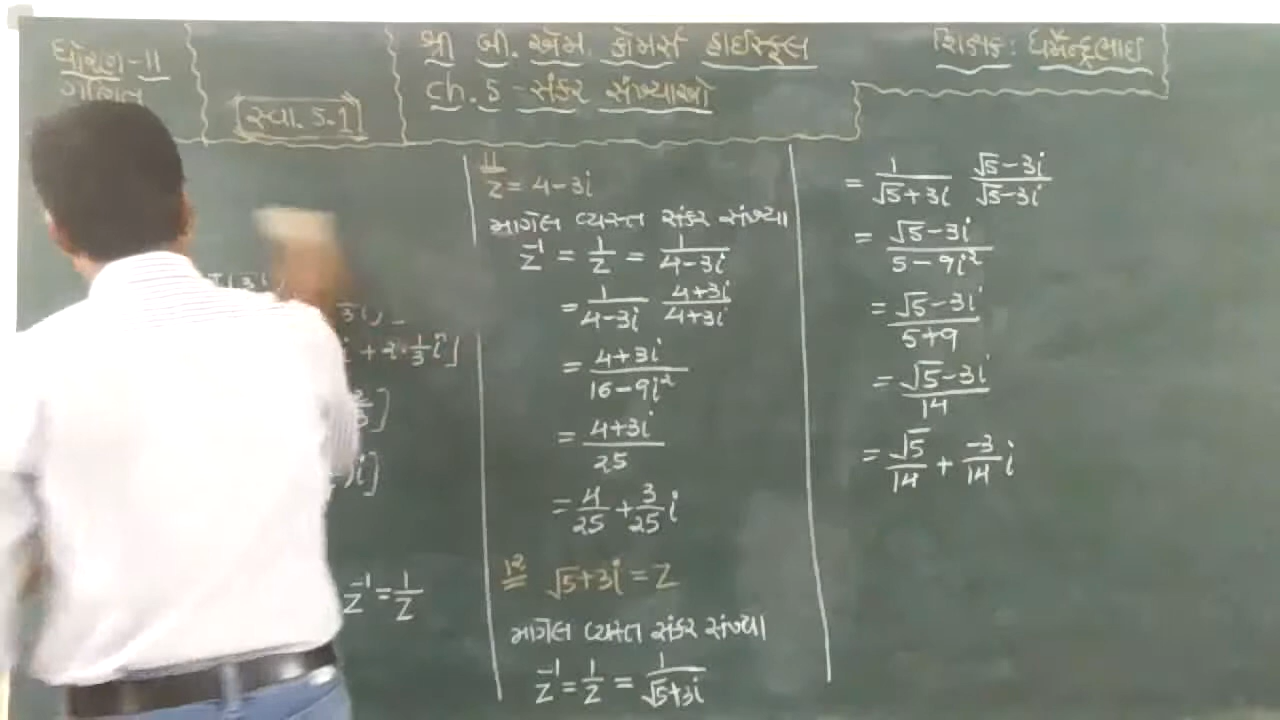 ધોરણ-11
ગણિત
સ્વા. 5.1
શ્રી બી. એમ. કોમર્સ હાઈસ્કૂલ
ch. 5 - સંકર સંખ્યાઓ
શિક્ષક: ધર્મેન્દ્રભાઇ
+ 2·1/3 i]
z⁻¹ = 1/z
11
z = 4-3i
માગેલ વ્યસ્ત સંકર સંખ્યા
z⁻¹ = 1/z = 1/(4-3i)
= 1/(4-3i) (4+3i)/(4+3i)
= (4+3i)/(16-9i²)
= (4+3i)/25
= 4/25 + 3/25 i
12 √5+3i = z
માગેલ વ્યસ્ત સંકર સંખ્યા
z⁻¹ = 1/z = 1/(√5+3i)
= 1/(√5+3i) (√5-3i)/(√5-3i)
= (√5-3i)/(5-9i²)
= (√5-3i)/(5+9)
= (√5-3i)/14
= √5/14 + -3/14 i